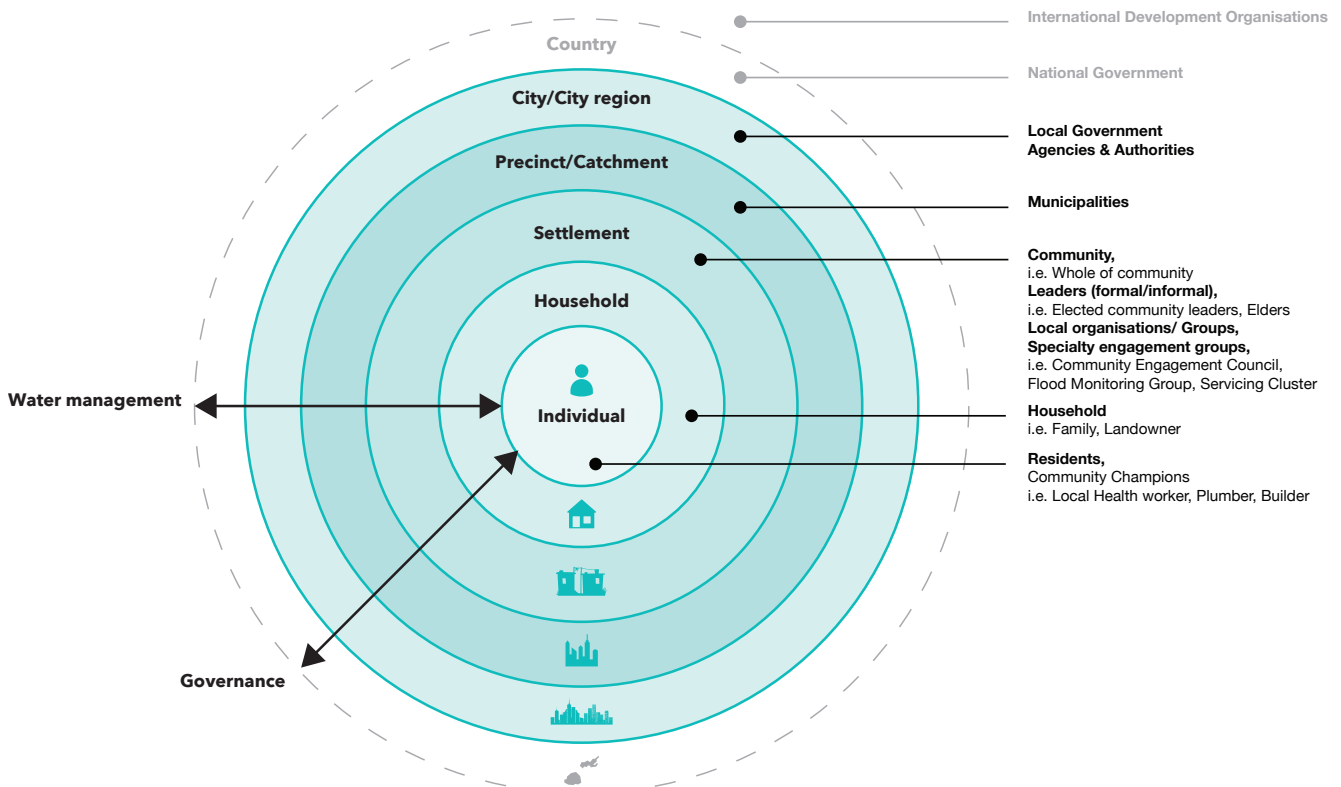 International Development Organisations
Country
National Government
City/City region
Local Government
Agencies & Authorities
Precinct/Catchment
Municipalities
Settlement
Community,
i.e. Whole of community
Leaders (formal/informal),
i.e. Elected community leaders, Elders
Local organisations/ Groups,
Specialty engagement groups,
i.e. Community Engagement Council,
Flood Monitoring Group, Servicing Cluster
Household
Water management
Individual
Household
i.e. Family, Landowner
Residents,
Community Champions
i.e. Local Health worker, Plumber, Builder
Governance